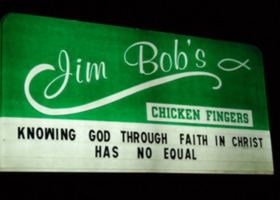 Jim Bob's
CHICKEN FINGERS
KNOWING GOD THROUGH FAITH IN CHRIST
HAS NO EQUAL